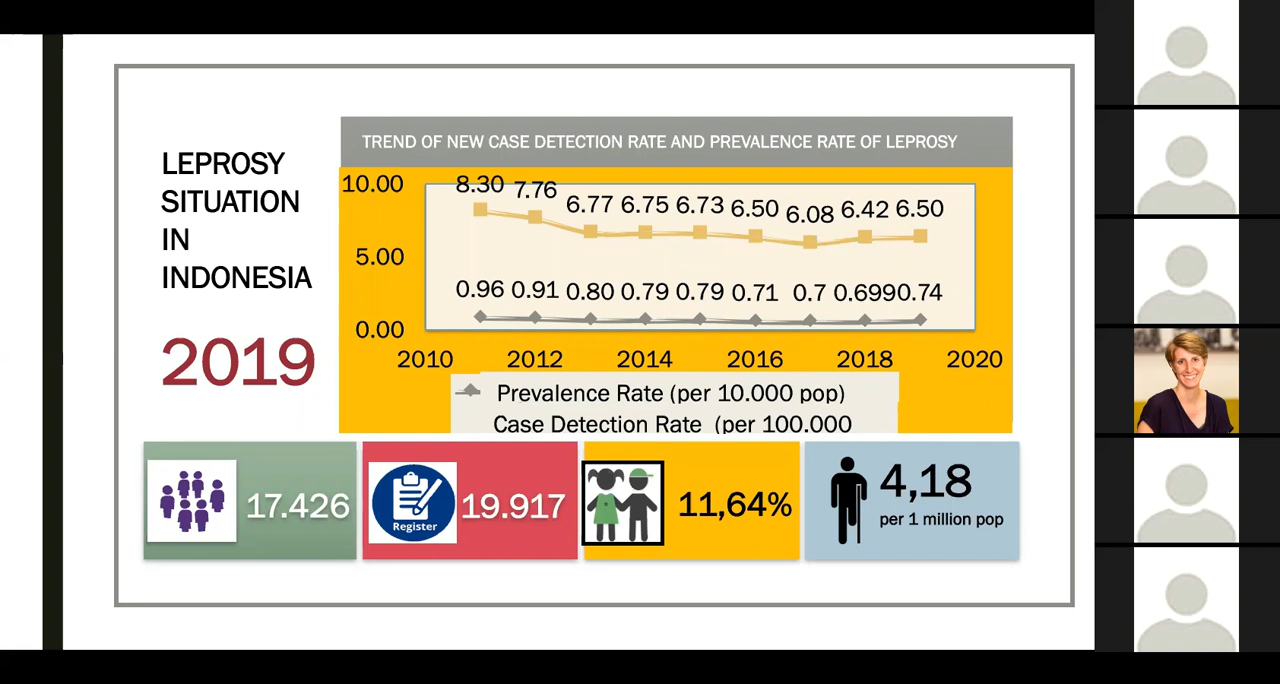 LEPROSY
SITUATION
IN
INDONESIA
2019
TREND OF NEW CASE DETECTION RATE AND PREVALENCE RATE OF LEPROSY
10.00
5.00
0.00
8.30 7.76 6.77 6.75 6.73 6.50 6.08 6.42 6.50
0.96 0.91 0.80 0.79 0.79 0.71 0.7 0.699 0.74
2010 2012 2014 2016 2018 2020
Prevalence Rate (per 10.000 pop)
Case Detection Rate (per 100.000
17.426
Register
19.917
11,64%
4,18
per 1 million pop